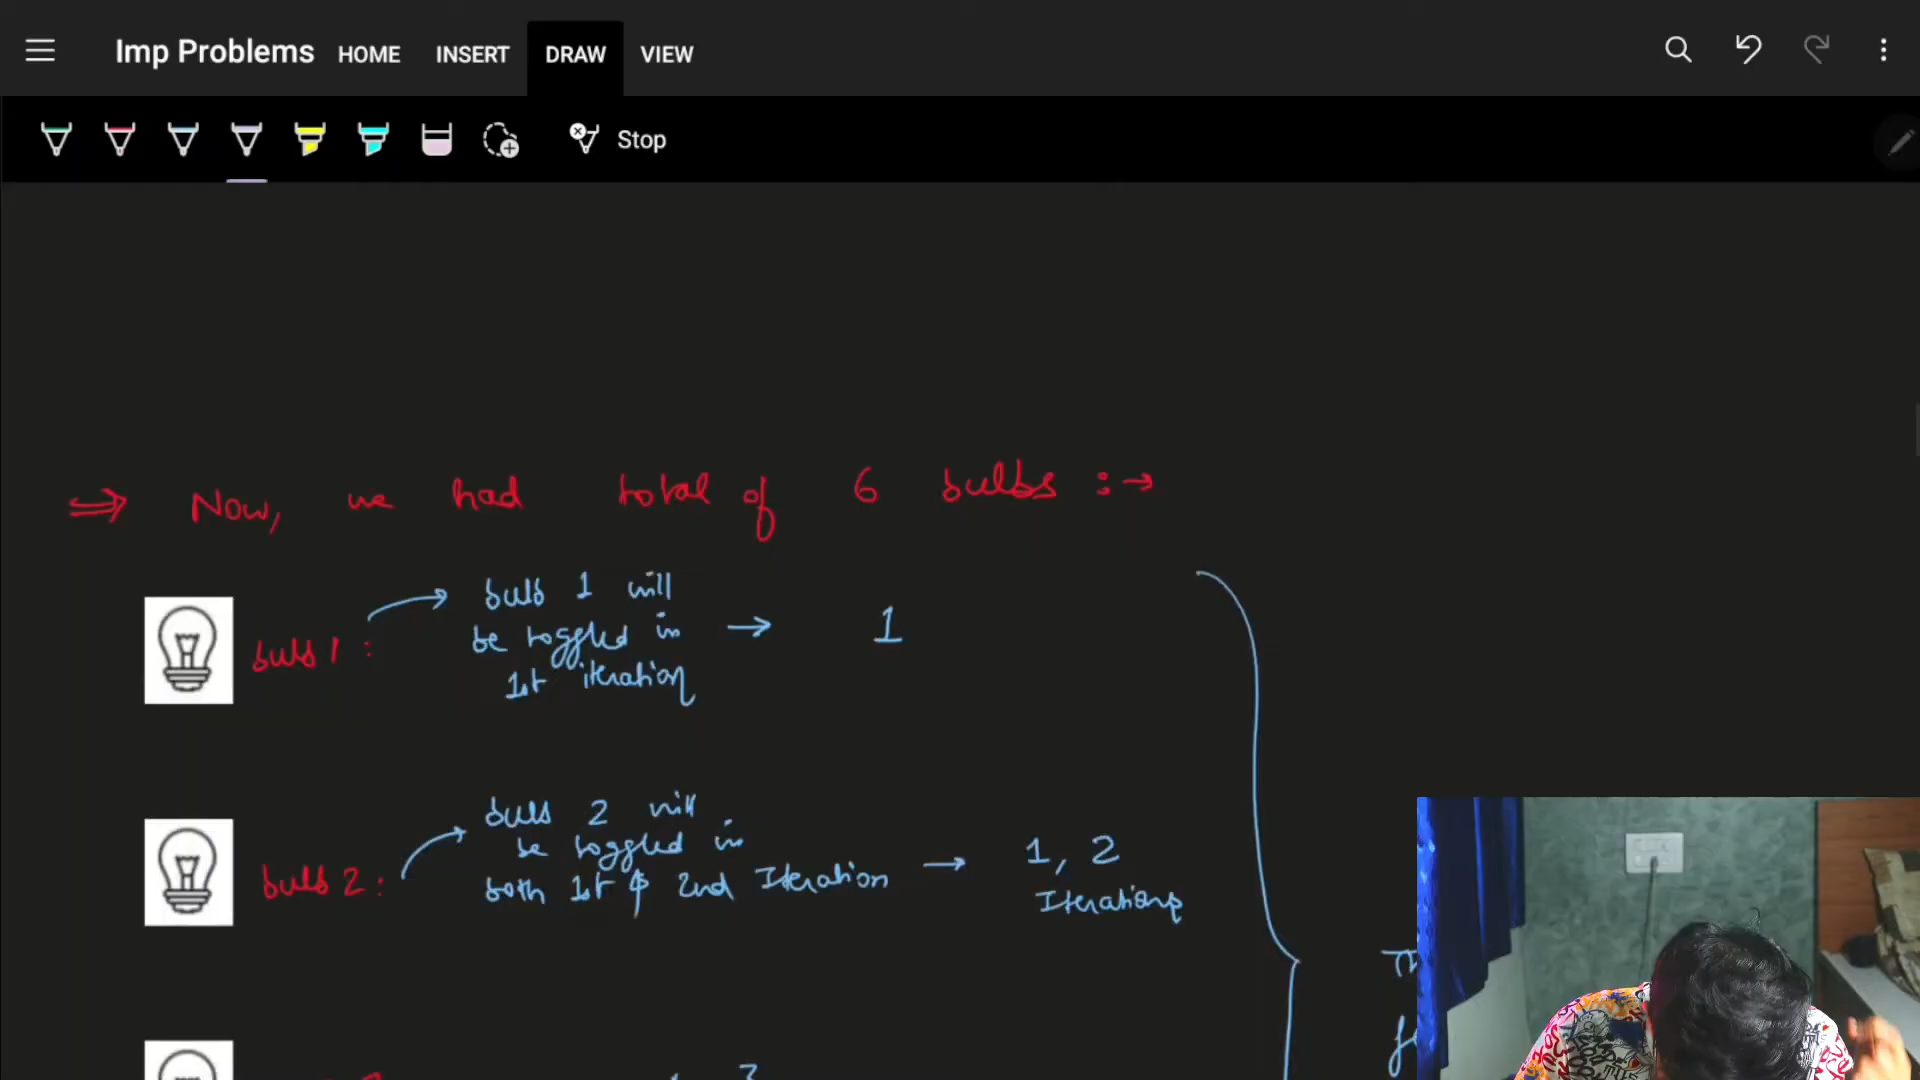 Imp Problems HOME INSERT DRAW VIEW
Stop
⇒ Now, we had total of 6 bulbs :→
bulb 1 will
be toggled in → 1
bulb 1 :
1st iteration
bulb 2 will
be toggled in
both 1st & 2nd Iteration → 1, 2
bulb 2 :
Iterations